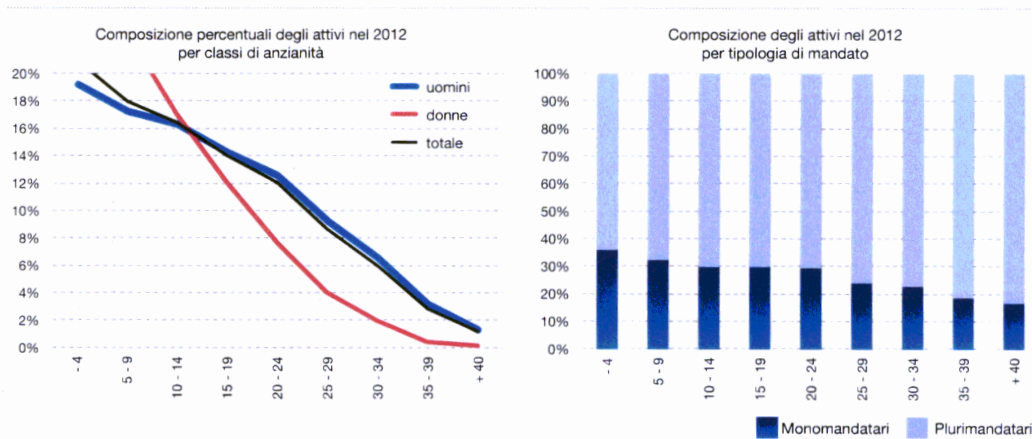 Composizione percentuali degli attivi nel 2012
per classi di anzianità
20%
18%
16%
14%
12%
10%
8%
6%
4%
2%
0%
uomini
donne
totale
- 4
5 - 9
10 - 14
15 - 19
20 - 24
25 - 29
30 - 34
35 - 39
+ 40
Composizione degli attivi nel 2012
per tipologia di mandato
100%
90%
80%
70%
60%
50%
40%
30%
20%
10%
0%
- 4
5 - 9
10 - 14
15 - 19
20 - 24
25 - 29
30 - 34
35 - 39
+ 40
Monomandatari
Plurimandatari